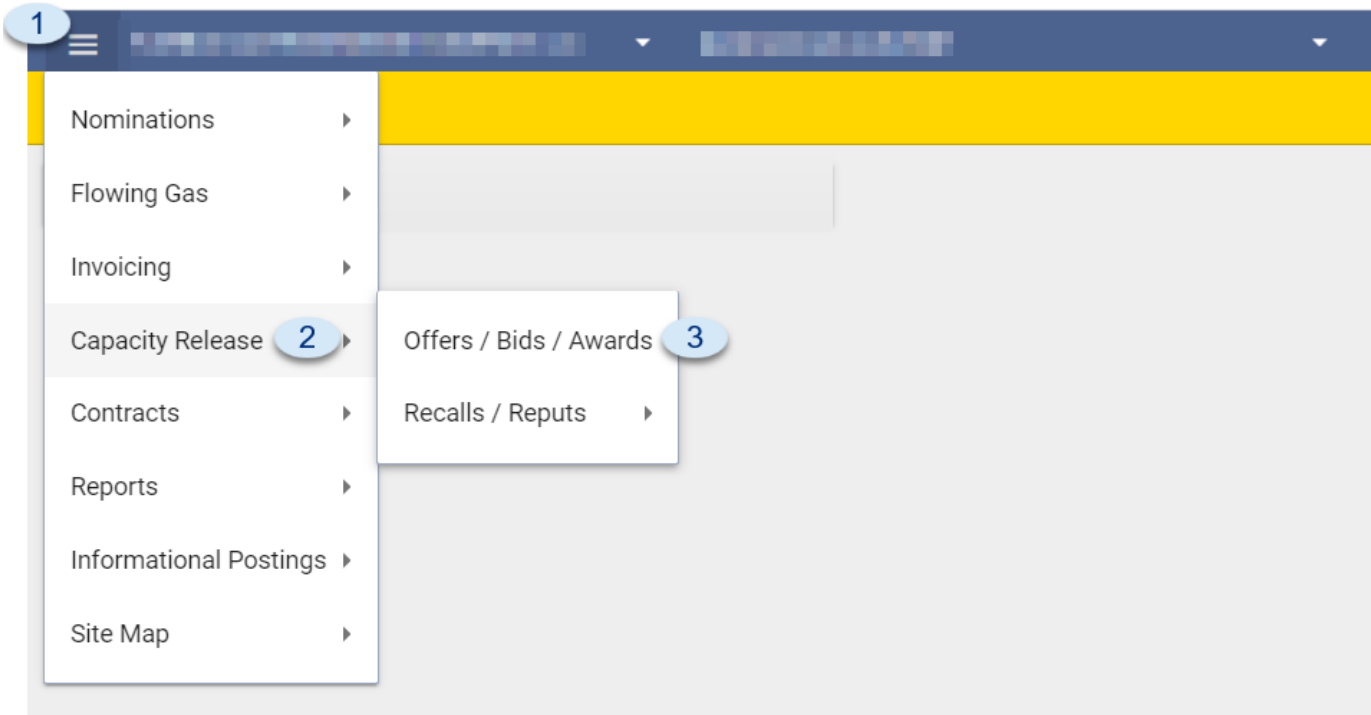 1
Nominations
Flowing Gas
Invoicing
Capacity Release 2
Offers / Bids / Awards 3
Contracts
Recalls / Reputs
Reports
Informational Postings
Site Map